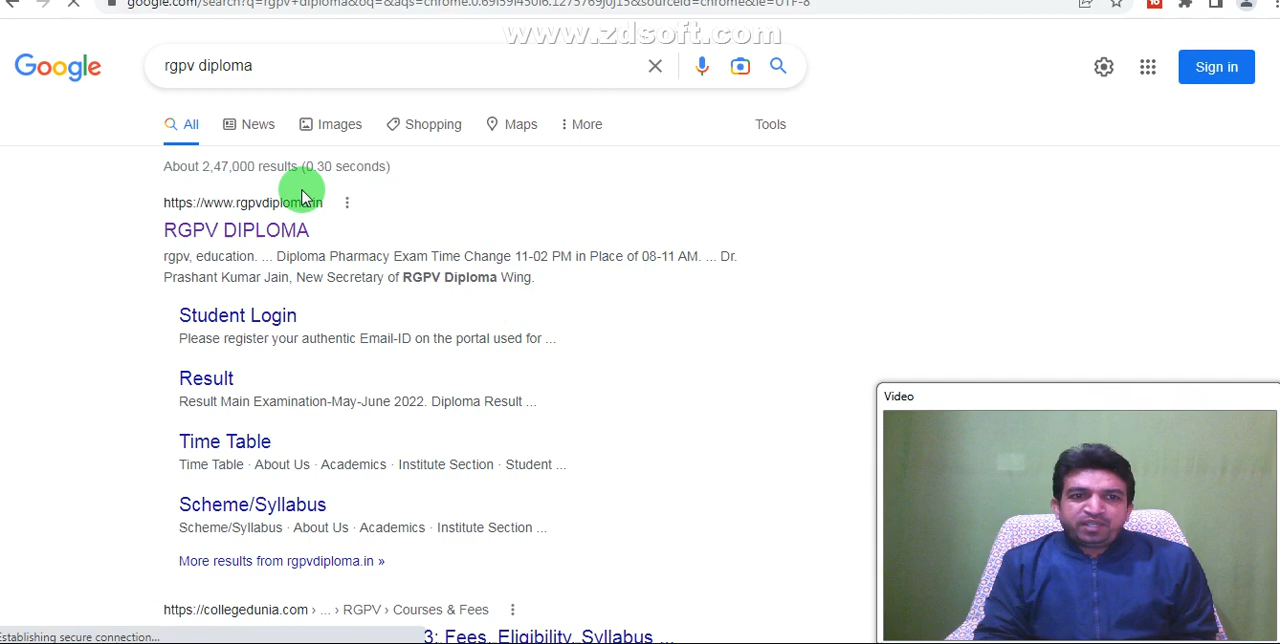 google.com/search?q=rgpv+diploma&oq=&aqs=chrome.0.69i59i450l6.1275769j0j15&sourceid=chrome&ie=UTF-8
www.zdsoft.com
Google
rgpv diploma
Sign in
All
News
Images
Shopping
Maps
More
Tools
About 2,47,000 results (0.30 seconds)
https://www.rgpvdiploma.in
RGPV DIPLOMA
rgpv, education. ... Diploma Pharmacy Exam Time Change 11-02 PM in Place of 08-11 AM. ... Dr.
Prashant Kumar Jain, New Secretary of RGPV Diploma Wing.
Student Login
Please register your authentic Email-ID on the portal used for ...
Result
Result Main Examination-May-June 2022. Diploma Result ...
Time Table
Time Table · About Us · Academics · Institute Section · Student ...
Scheme/Syllabus
Scheme/Syllabus · About Us · Academics · Institute Section ...
More results from rgpvdiploma.in »
https://collegedunia.com › ... › RGPV › Courses & Fees
3: Fees, Eligibility, Syllabus ...
Establishing secure connection...
Video